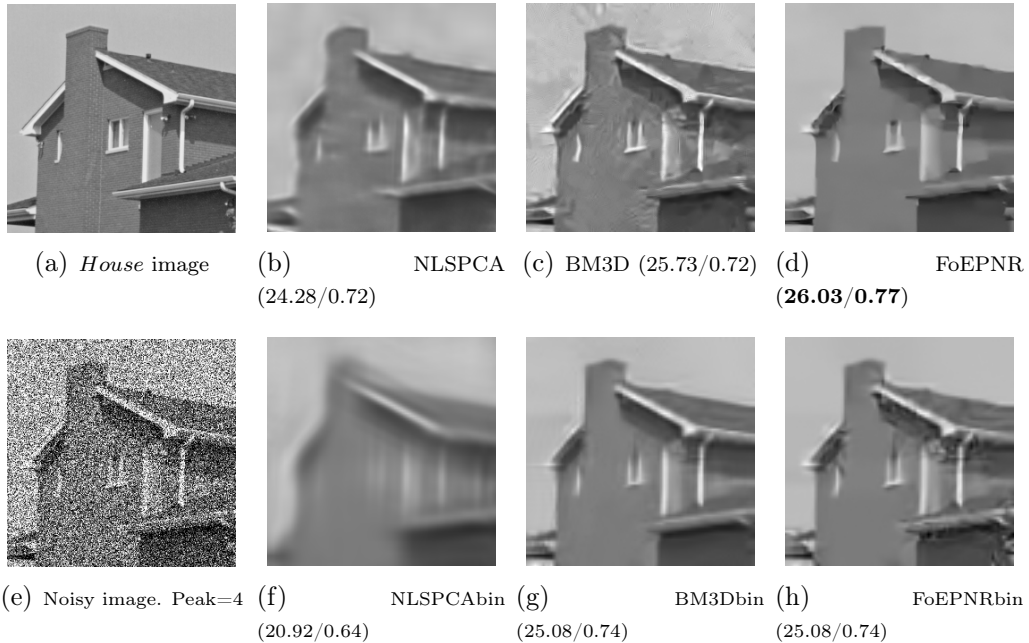 (a) House image
(b) NLSPCA
(24.28/0.72)
(c) BM3D (25.73/0.72)
(d) FoEPNR
(26.03/0.77)
(e) Noisy image. Peak=4
(f) NLSPCAbin
(20.92/0.64)
(g) BM3Dbin
(25.08/0.74)
(h) FoEPNRbin
(25.08/0.74)